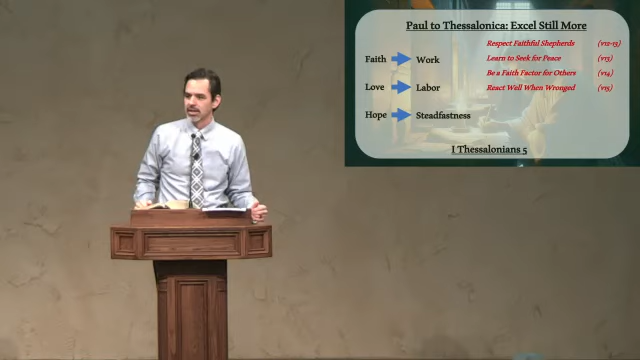 Paul to Thessalonica: Excel Still More
Respect Faithful Shepherds (v12-13)
Faith Work Learn to Seek for Peace (v13)
Be a Faith Factor for Others (v14)
Love Labor React Well When Wronged (v15)
Hope Steadfastness
I Thessalonians 5